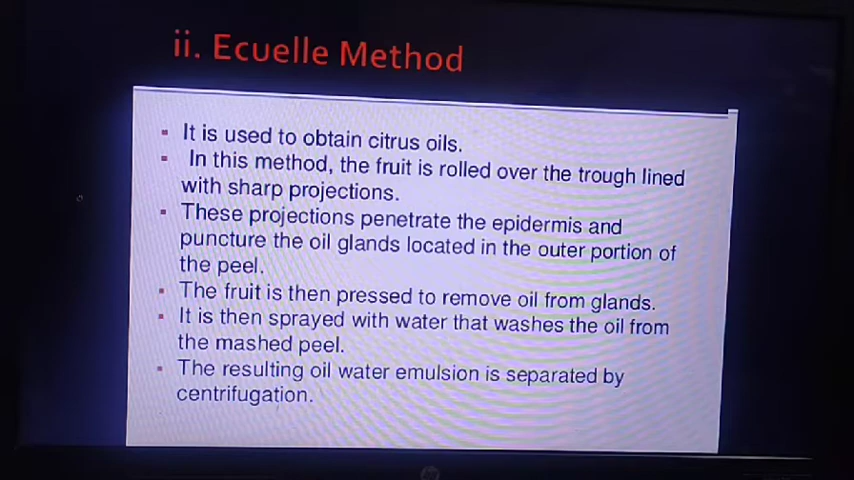 ii. Ecuelle Method
▪ It is used to obtain citrus oils.
▪ In this method, the fruit is rolled over the trough lined
with sharp projections.
▪ These projections penetrate the epidermis and
puncture the oil glands located in the outer portion of
the peel.
▪ The fruit is then pressed to remove oil from glands.
▪ It is then sprayed with water that washes the oil from
the mashed peel.
▪ The resulting oil water emulsion is separated by
centrifugation.